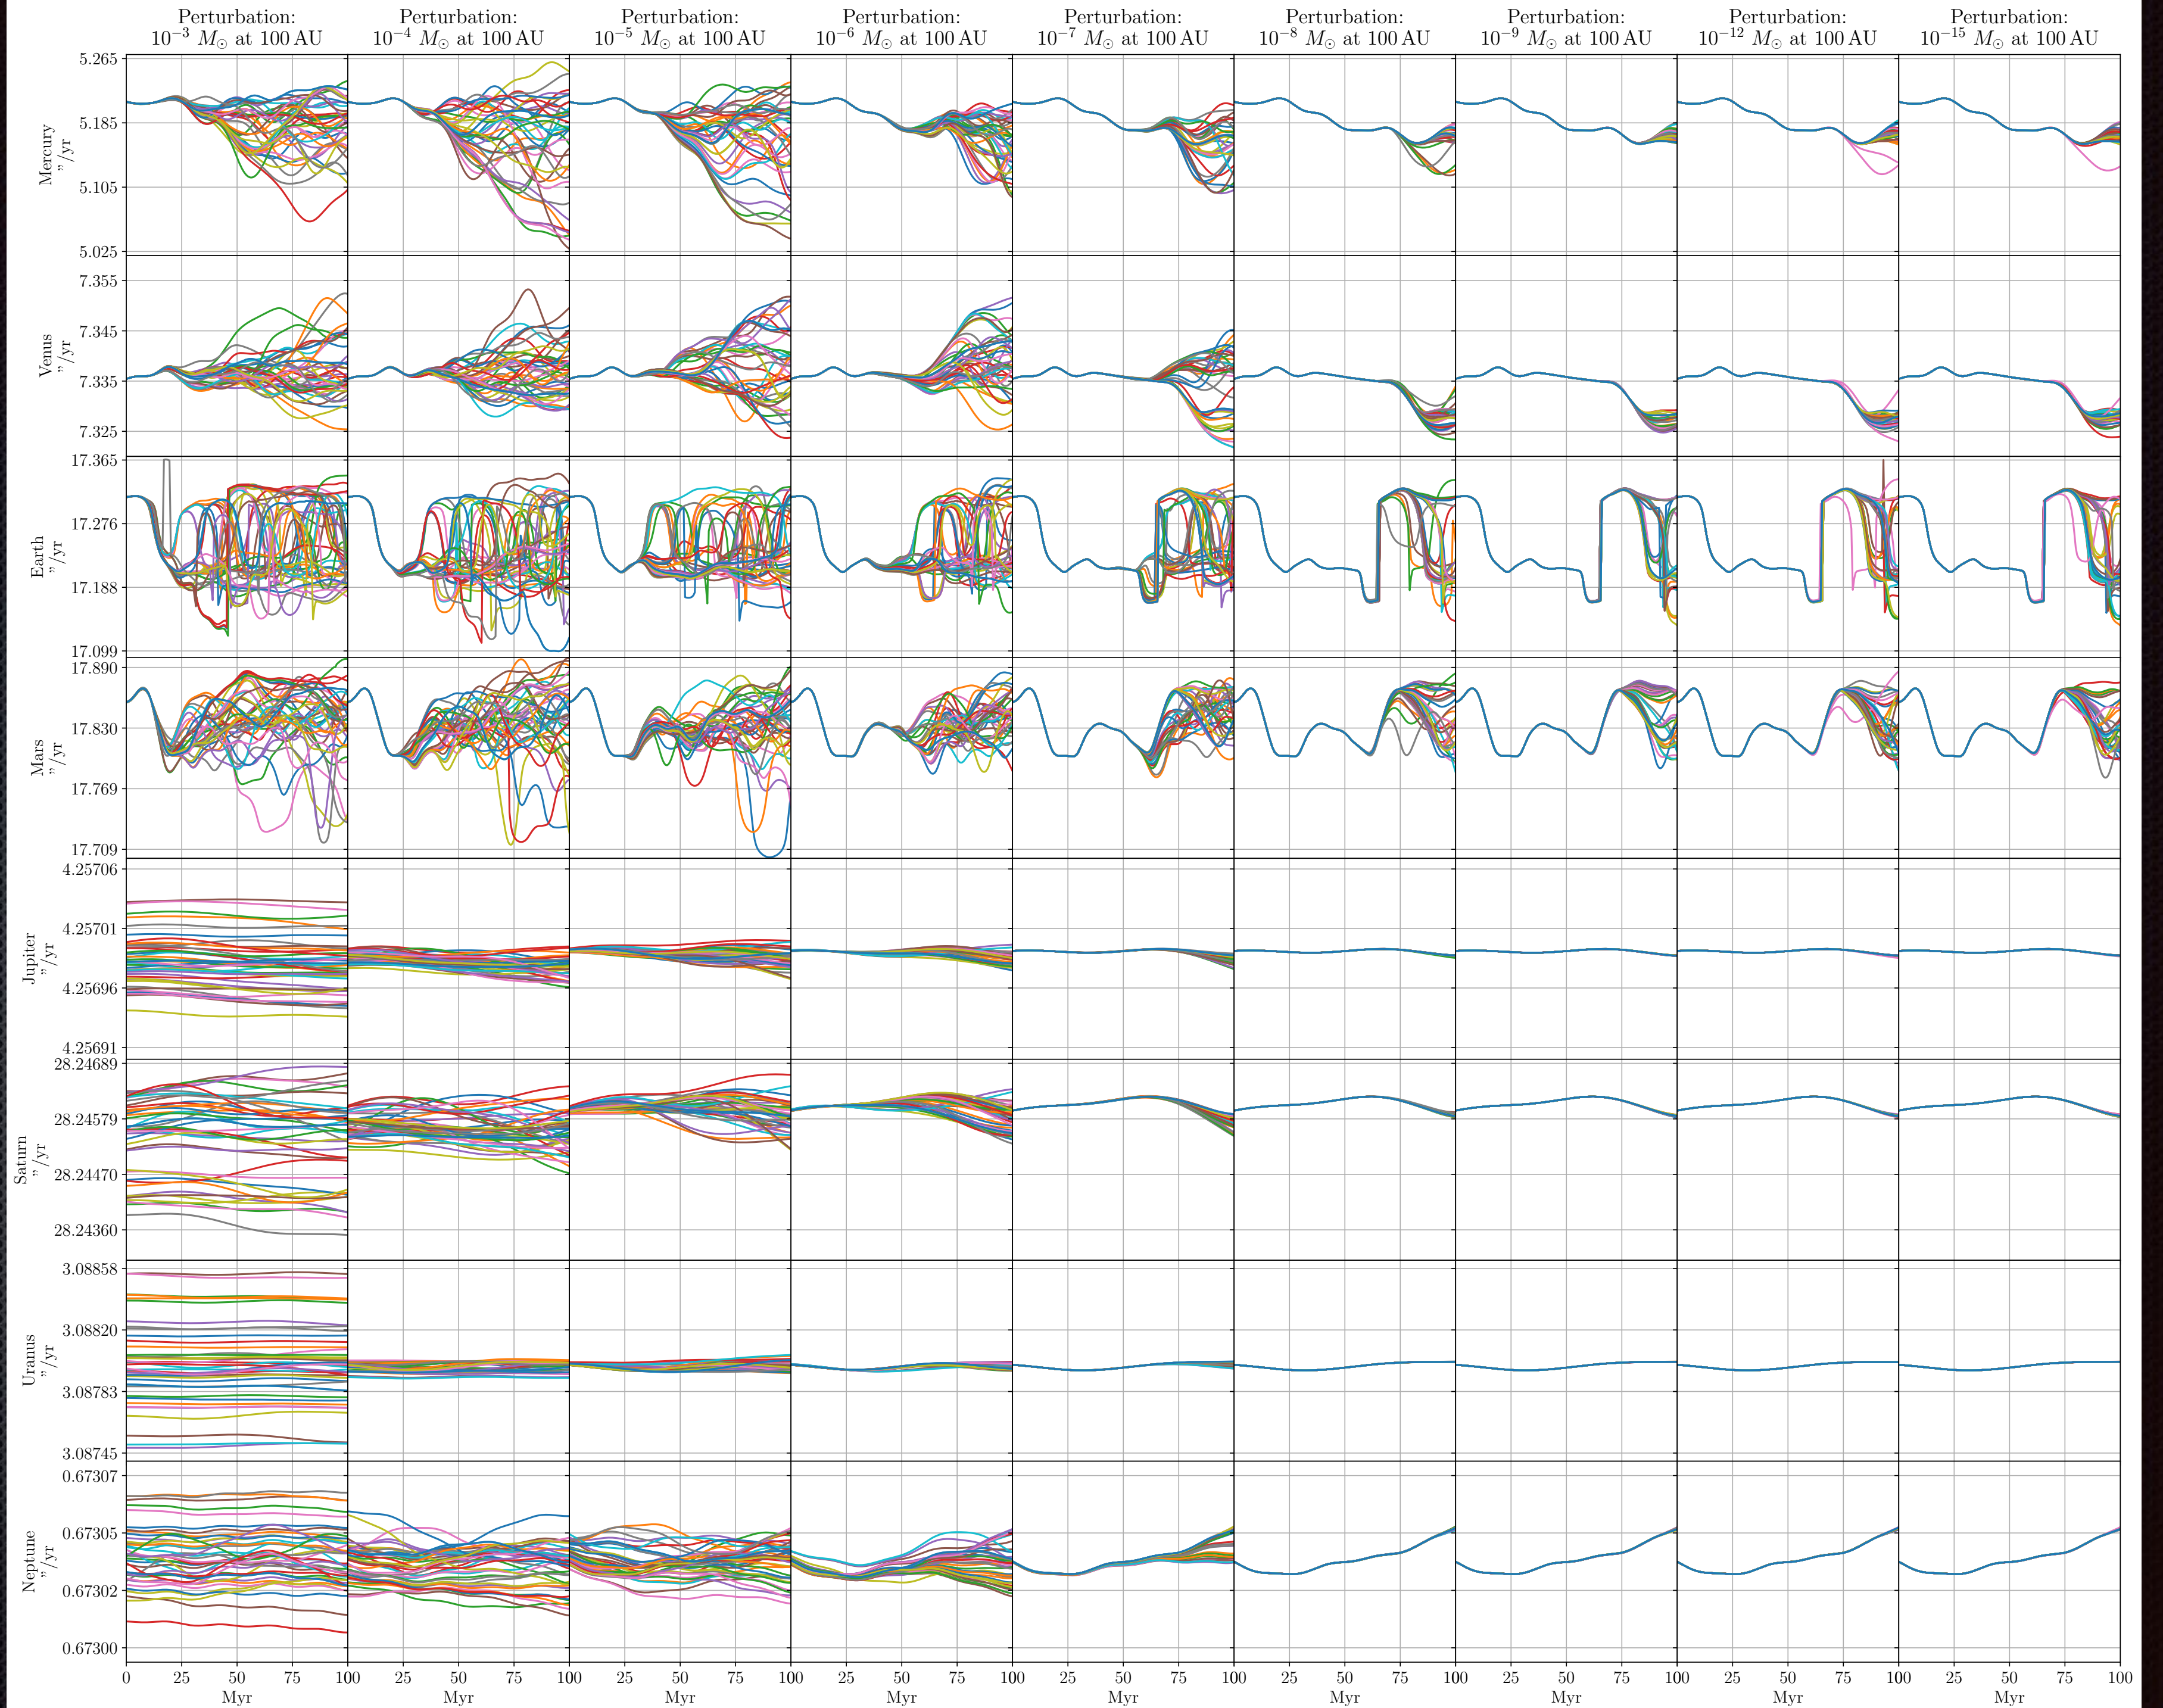 Perturbation: Perturbation: Perturbation: Perturbation: Perturbation: Perturbation: Perturbation: Perturbation: Perturbation:
10⁻³ M☉ at 100 AU 10⁻⁴ M☉ at 100 AU 10⁻⁵ M☉ at 100 AU 10⁻⁶ M☉ at 100 AU 10⁻⁷ M☉ at 100 AU 10⁻⁸ M☉ at 100 AU 10⁻⁹ M☉ at 100 AU 10⁻¹² M☉ at 100 AU 10⁻¹⁵ M☉ at 100 AU
Mercury
”/yr
5.265
5.185
5.105
5.025
Venus
”/yr
7.355
7.345
7.335
7.325
Earth
”/yr
17.365
17.276
17.188
17.099
Mars
”/yr
17.890
17.830
17.769
17.709
Jupiter
”/yr
4.25706
4.25701
4.25696
4.25691
Saturn
”/yr
28.24689
28.24579
28.24470
28.24360
Uranus
”/yr
3.08858
3.08820
3.08783
3.08745
Neptune
”/yr
0.67307
0.67305
0.67302
0.67300
0 25 50 75 100 25 50 75 100 25 50 75 100 25 50 75 100 25 50 75 100 25 50 75 100 25 50 75 100 25 50 75 100 25 50 75 100
Myr Myr Myr Myr Myr Myr Myr Myr Myr